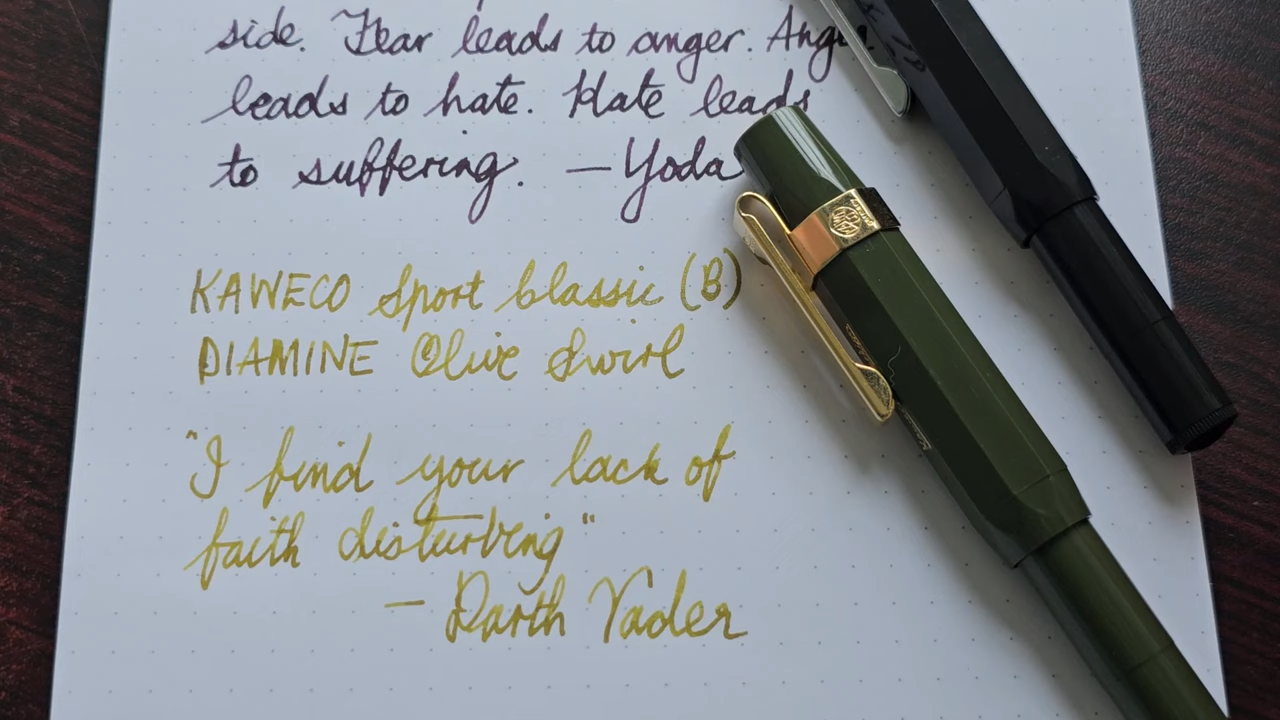 side. Fear leads to anger. Anger
leads to hate. Hate leads
to suffering. — Yoda
KAWECO Sport Classic (B)
DIAMINE Olive Swirl
"I find your lack of
faith disturbing"
— Darth Vader